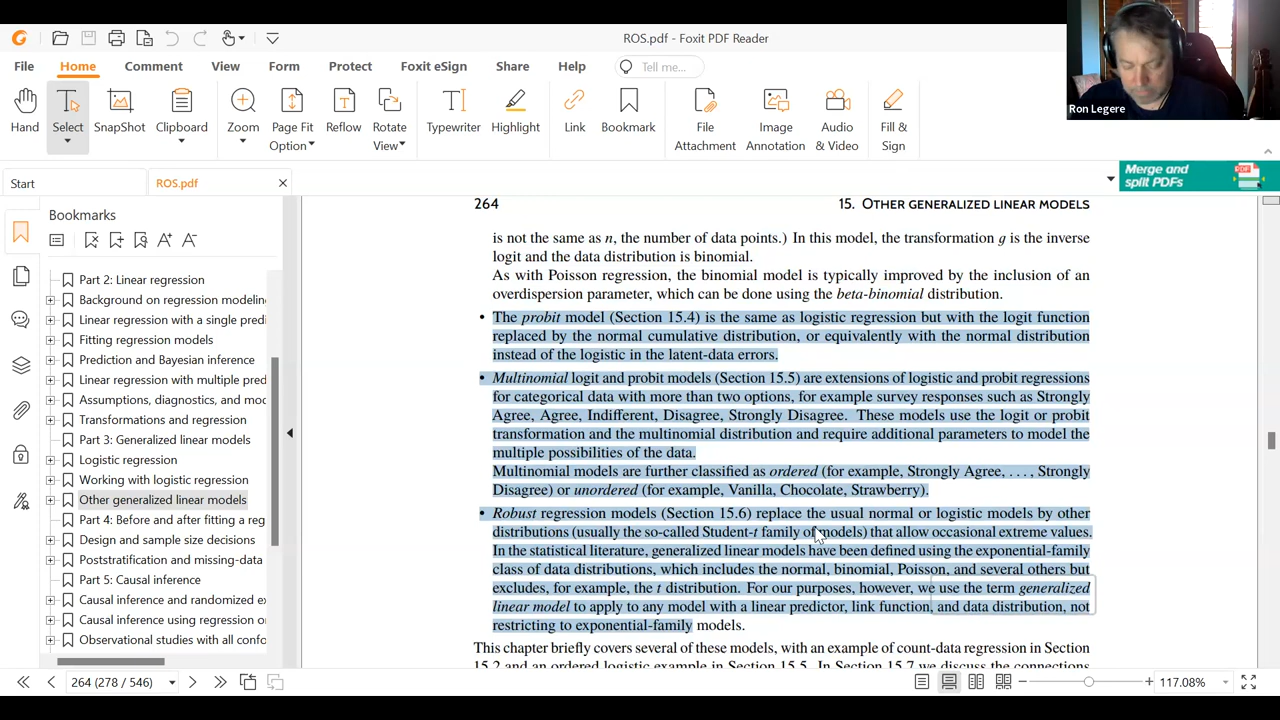 ROS.pdf - Foxit PDF Reader
File Home Comment View Form Protect Foxit eSign Share Help Tell me...
Hand Select SnapShot Clipboard Zoom Page Fit Option Reflow Rotate View Typewriter Highlight Link Bookmark File Attachment Image Annotation Audio & Video Fill & Sign
Ron Legere
Start ROS.pdf
Merge and
split PDFs
Bookmarks
Part 2: Linear regression
Background on regression modelin
Linear regression with a single predi
Fitting regression models
Prediction and Bayesian inference
Linear regression with multiple pred
Assumptions, diagnostics, and mod
Transformations and regression
Part 3: Generalized linear models
Logistic regression
Working with logistic regression
Other generalized linear models
Part 4: Before and after fitting a reg
Design and sample size decisions
Poststratification and missing-data
Part 5: Causal inference
Causal inference and randomized e
Causal inference using regression o
Observational studies with all confo
264 15. OTHER GENERALIZED LINEAR MODELS
is not the same as n, the number of data points.) In this model, the transformation g is the inverse
logit and the data distribution is binomial.
As with Poisson regression, the binomial model is typically improved by the inclusion of an
overdispersion parameter, which can be done using the beta-binomial distribution.
• The probit model (Section 15.4) is the same as logistic regression but with the logit function
replaced by the normal cumulative distribution, or equivalently with the normal distribution
instead of the logistic in the latent-data errors.
• Multinomial logit and probit models (Section 15.5) are extensions of logistic and probit regressions
for categorical data with more than two options, for example survey responses such as Strongly
Agree, Agree, Indifferent, Disagree, Strongly Disagree. These models use the logit or probit
transformation and the multinomial distribution and require additional parameters to model the
multiple possibilities of the data.
Multinomial models are further classified as ordered (for example, Strongly Agree, . . . , Strongly
Disagree) or unordered (for example, Vanilla, Chocolate, Strawberry).
• Robust regression models (Section 15.6) replace the usual normal or logistic models by other
distributions (usually the so-called Student-t family of models) that allow occasional extreme values.
In the statistical literature, generalized linear models have been defined using the exponential-family
class of data distributions, which includes the normal, binomial, Poisson, and several others but
excludes, for example, the t distribution. For our purposes, however, we use the term generalized
linear model to apply to any model with a linear predictor, link function, and data distribution, not
restricting to exponential-family models.
This chapter briefly covers several of these models, with an example of count-data regression in Section
15.2 and an ordered logistic example in Section 15.5. In Section 15.7 we discuss the connections
264 (278 / 546) 117.08%